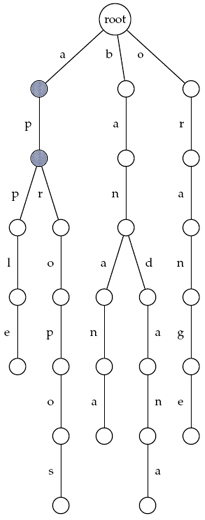 root
a b o
p a r
p r n a
l o a d n
e p n a g
o a n e
s a